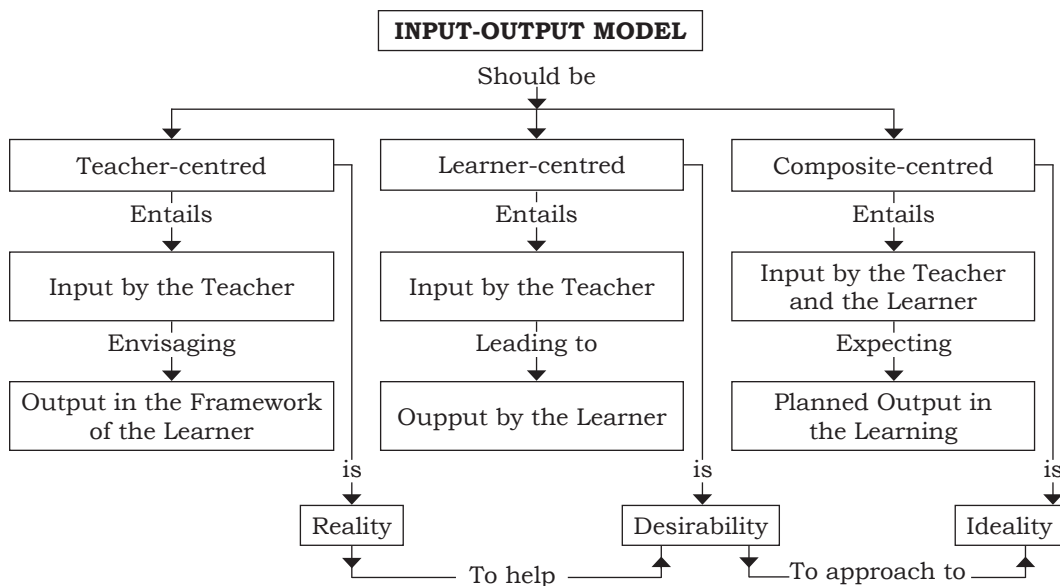 INPUT-OUTPUT MODEL
Should be
Teacher-centred
Learner-centred
Composite-centred
Entails
Entails
Entails
Input by the Teacher
Input by the Teacher
Input by the Teacher
and the Learner
Envisaging
Leading to
Expecting
Output in the Framework
of the Learner
Oupput by the Learner
Planned Output in
the Learning
is
is
is
Reality
Desirability
Ideality
To help
To approach to